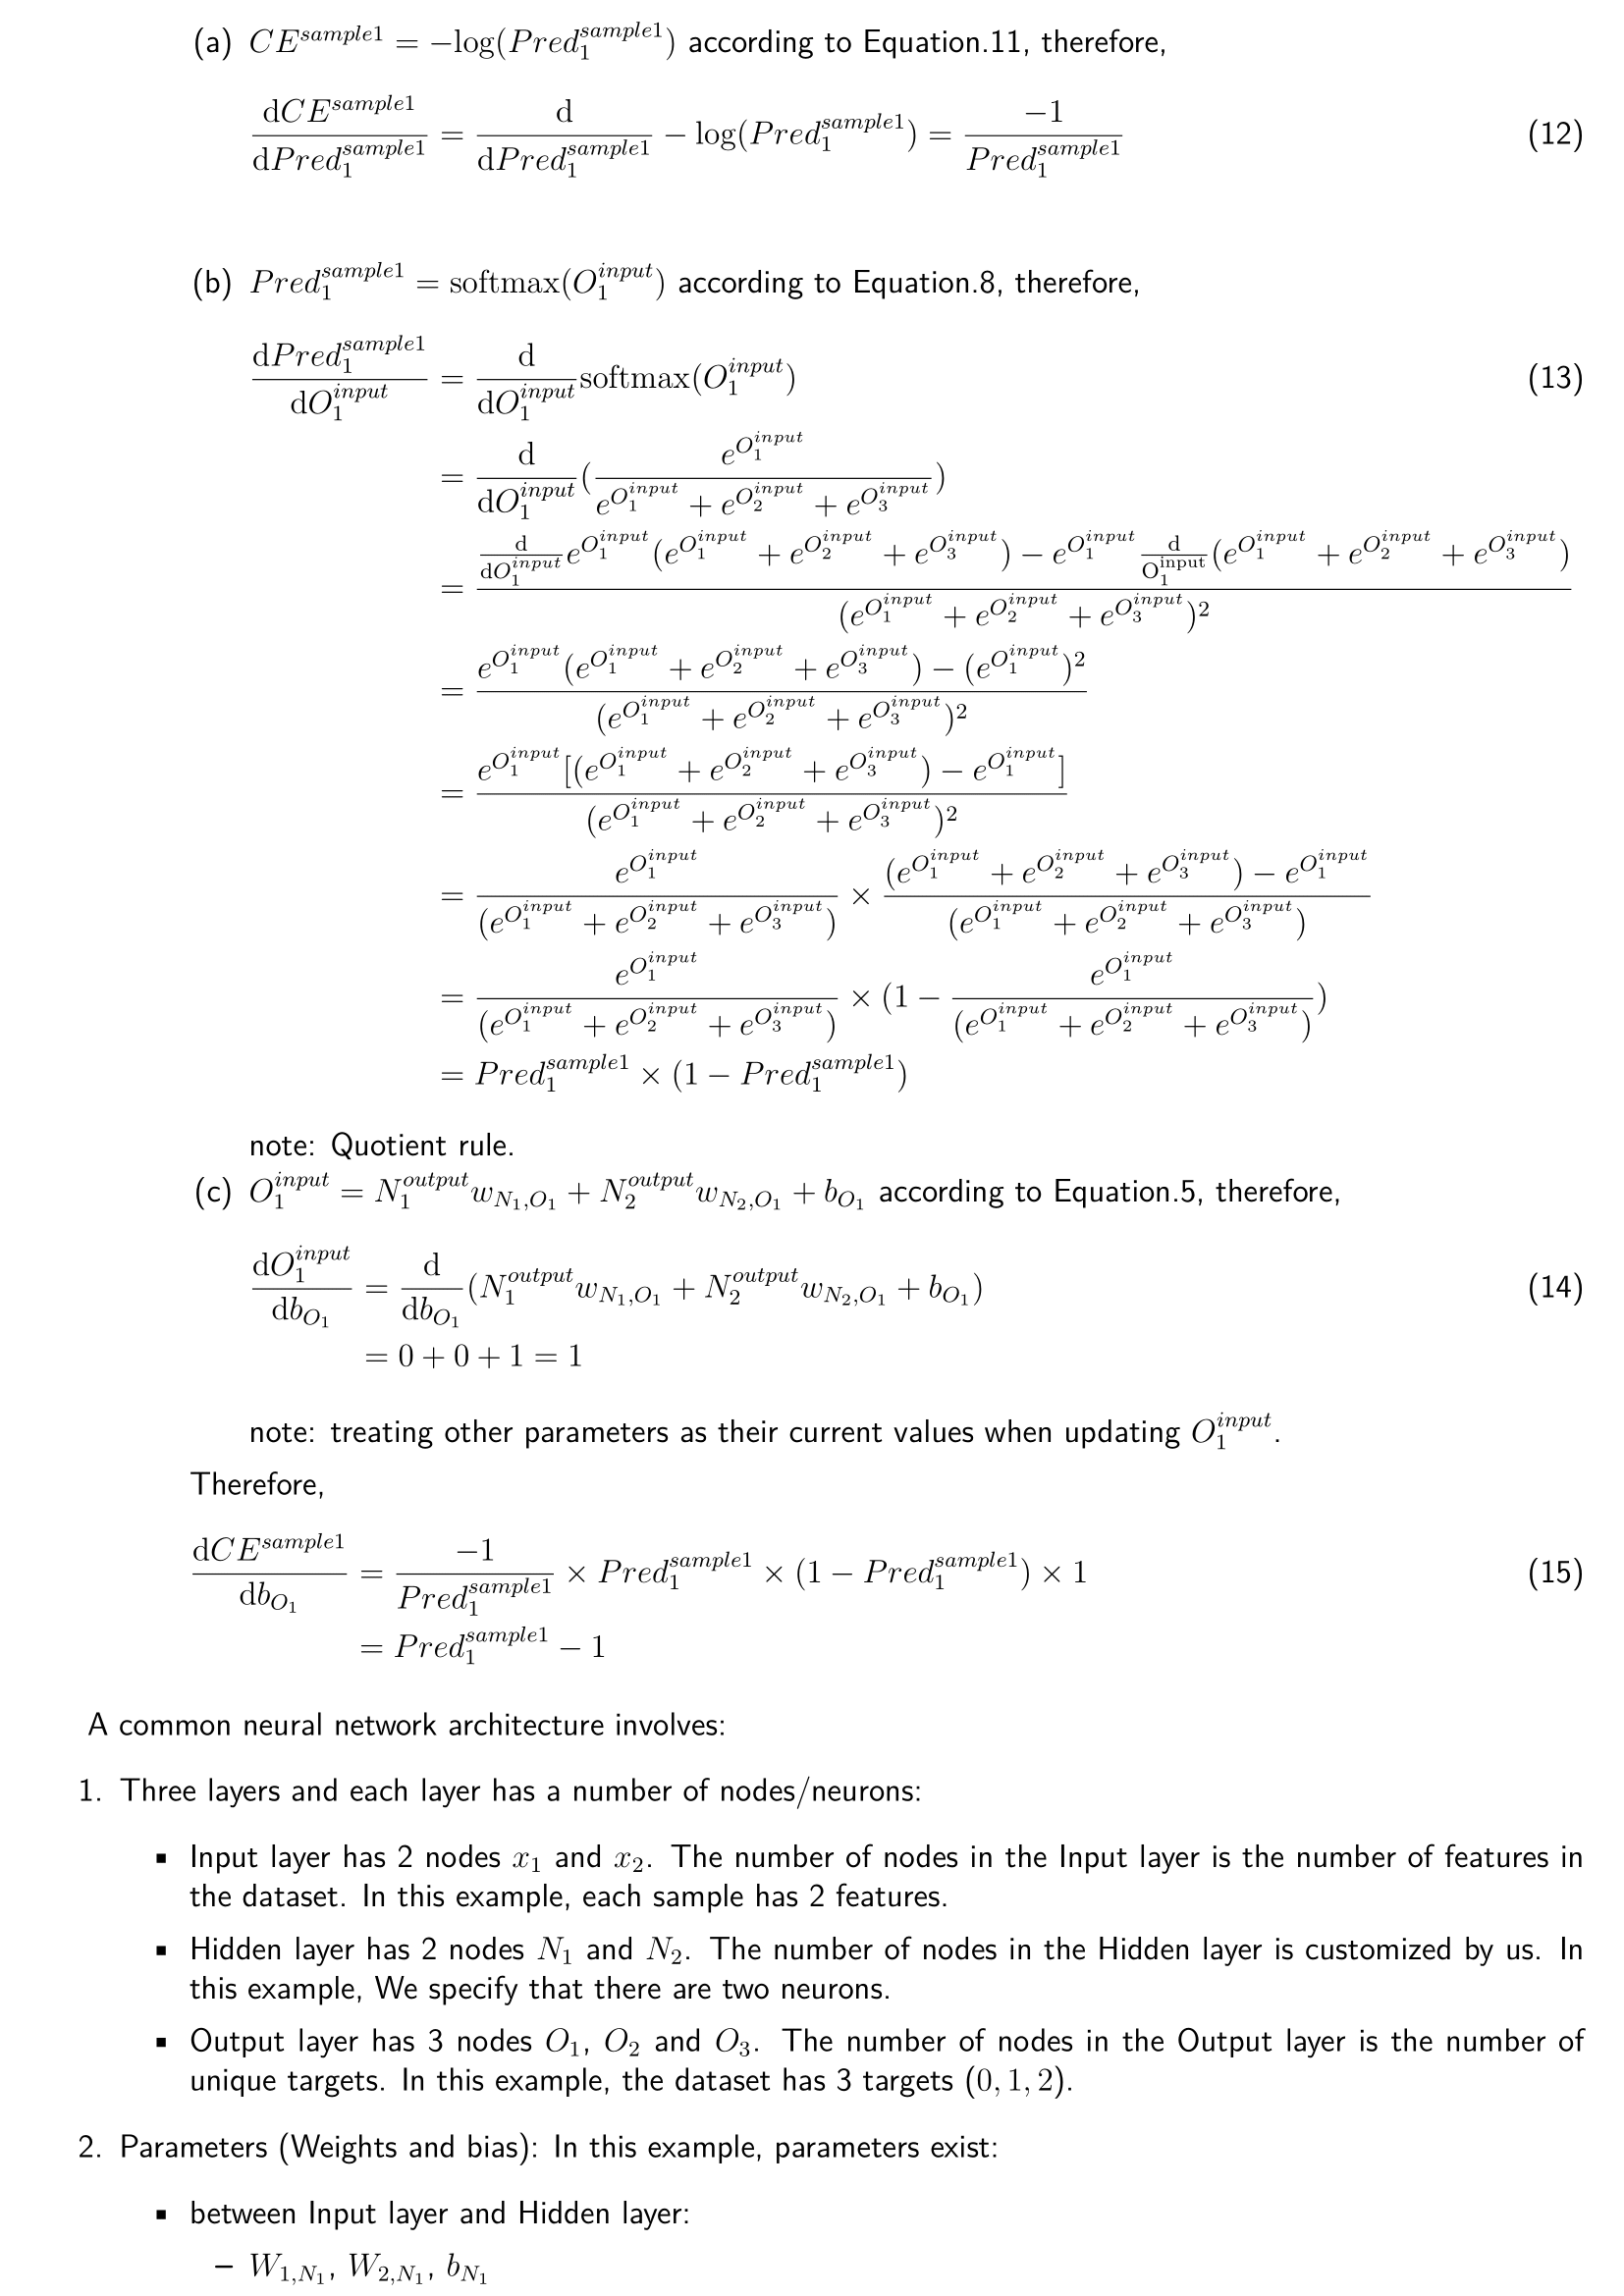 (a) $CE^{sample1} = -\log(Pred_1^{sample1})$ according to Equation.11, therefore,
$\frac{\mathrm{d}CE^{sample1}}{\mathrm{d}Pred_1^{sample1}} = \frac{\mathrm{d}}{\mathrm{d}Pred_1^{sample1}} - \log(Pred_1^{sample1}) = \frac{-1}{Pred_1^{sample1}}$ (12)
(b) $Pred_1^{sample1} = \mathrm{softmax}(O_1^{input})$ according to Equation.8, therefore,
$\frac{\mathrm{d}Pred_1^{sample1}}{\mathrm{d}O_1^{input}} = \frac{\mathrm{d}}{\mathrm{d}O_1^{input}}\mathrm{softmax}(O_1^{input})$ (13)
$= \frac{\mathrm{d}}{\mathrm{d}O_1^{input}}(\frac{e^{O_1^{input}}}{e^{O_1^{input}} + e^{O_2^{input}} + e^{O_3^{input}}})$
$= \frac{\frac{\mathrm{d}}{\mathrm{d}O_1^{input}}e^{O_1^{input}}(e^{O_1^{input}} + e^{O_2^{input}} + e^{O_3^{input}}) - e^{O_1^{input}}\frac{\mathrm{d}}{\mathrm{O_1^{input}}}(e^{O_1^{input}} + e^{O_2^{input}} + e^{O_3^{input}})}{(e^{O_1^{input}} + e^{O_2^{input}} + e^{O_3^{input}})^2}$
$= \frac{e^{O_1^{input}}(e^{O_1^{input}} + e^{O_2^{input}} + e^{O_3^{input}}) - (e^{O_1^{input}})^2}{(e^{O_1^{input}} + e^{O_2^{input}} + e^{O_3^{input}})^2}$
$= \frac{e^{O_1^{input}}[(e^{O_1^{input}} + e^{O_2^{input}} + e^{O_3^{input}}) - e^{O_1^{input}}]}{(e^{O_1^{input}} + e^{O_2^{input}} + e^{O_3^{input}})^2}$
$= \frac{e^{O_1^{input}}}{(e^{O_1^{input}} + e^{O_2^{input}} + e^{O_3^{input}})} \times \frac{(e^{O_1^{input}} + e^{O_2^{input}} + e^{O_3^{input}}) - e^{O_1^{input}}}{(e^{O_1^{input}} + e^{O_2^{input}} + e^{O_3^{input}})}$
$= \frac{e^{O_1^{input}}}{(e^{O_1^{input}} + e^{O_2^{input}} + e^{O_3^{input}})} \times (1 - \frac{e^{O_1^{input}}}{(e^{O_1^{input}} + e^{O_2^{input}} + e^{O_3^{input}})})$
$= Pred_1^{sample1} \times (1 - Pred_1^{sample1})$
note: Quotient rule.
(c) $O_1^{input} = N_1^{output}w_{N_1,O_1} + N_2^{output}w_{N_2,O_1} + b_{O_1}$ according to Equation.5, therefore,
$\frac{\mathrm{d}O_1^{input}}{\mathrm{d}b_{O_1}} = \frac{\mathrm{d}}{\mathrm{d}b_{O_1}}(N_1^{output}w_{N_1,O_1} + N_2^{output}w_{N_2,O_1} + b_{O_1})$ (14)
$= 0 + 0 + 1 = 1$
note: treating other parameters as their current values when updating $O_1^{input}$.
Therefore,
$\frac{\mathrm{d}CE^{sample1}}{\mathrm{d}b_{O_1}} = \frac{-1}{Pred_1^{sample1}} \times Pred_1^{sample1} \times (1 - Pred_1^{sample1}) \times 1$ (15)
$= Pred_1^{sample1} - 1$
A common neural network architecture involves:
1. Three layers and each layer has a number of nodes/neurons:
▪ Input layer has 2 nodes $x_1$ and $x_2$. The number of nodes in the Input layer is the number of features in
the dataset. In this example, each sample has 2 features.
▪ Hidden layer has 2 nodes $N_1$ and $N_2$. The number of nodes in the Hidden layer is customized by us. In
this example, We specify that there are two neurons.
▪ Output layer has 3 nodes $O_1$, $O_2$ and $O_3$. The number of nodes in the Output layer is the number of
unique targets. In this example, the dataset has 3 targets $(0, 1, 2)$.
2. Parameters (Weights and bias): In this example, parameters exist:
▪ between Input layer and Hidden layer:
– $W_{1,N_1}$, $W_{2,N_1}$, $b_{N_1}$